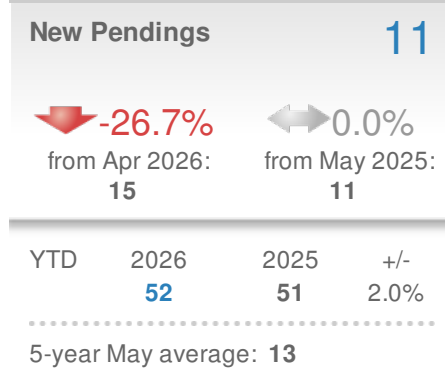 New Pendings 11
-26.7% 0.0%
from Apr 2026: from May 2025:
15 11
YTD 2026 2025 +/-
52 51 2.0%
5-year May average: 13